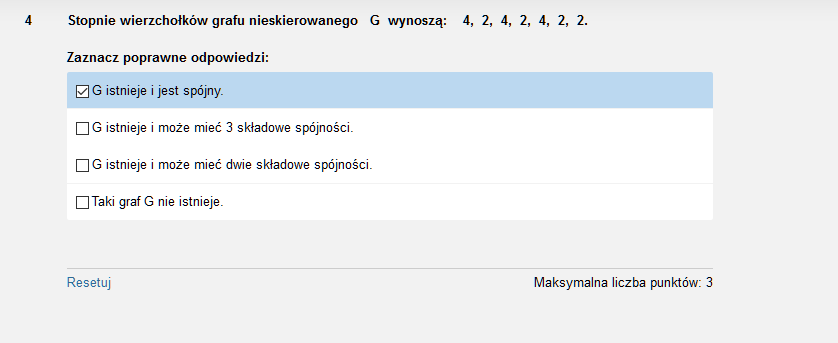 4 Stopnie wierzchołków grafu nieskierowanego G wynoszą: 4, 2, 4, 2, 4, 2, 2.
Zaznacz poprawne odpowiedzi:
G istnieje i jest spójny.
G istnieje i może mieć 3 składowe spójności.
G istnieje i może mieć dwie składowe spójności.
Taki graf G nie istnieje.
Resetuj Maksymalna liczba punktów: 3